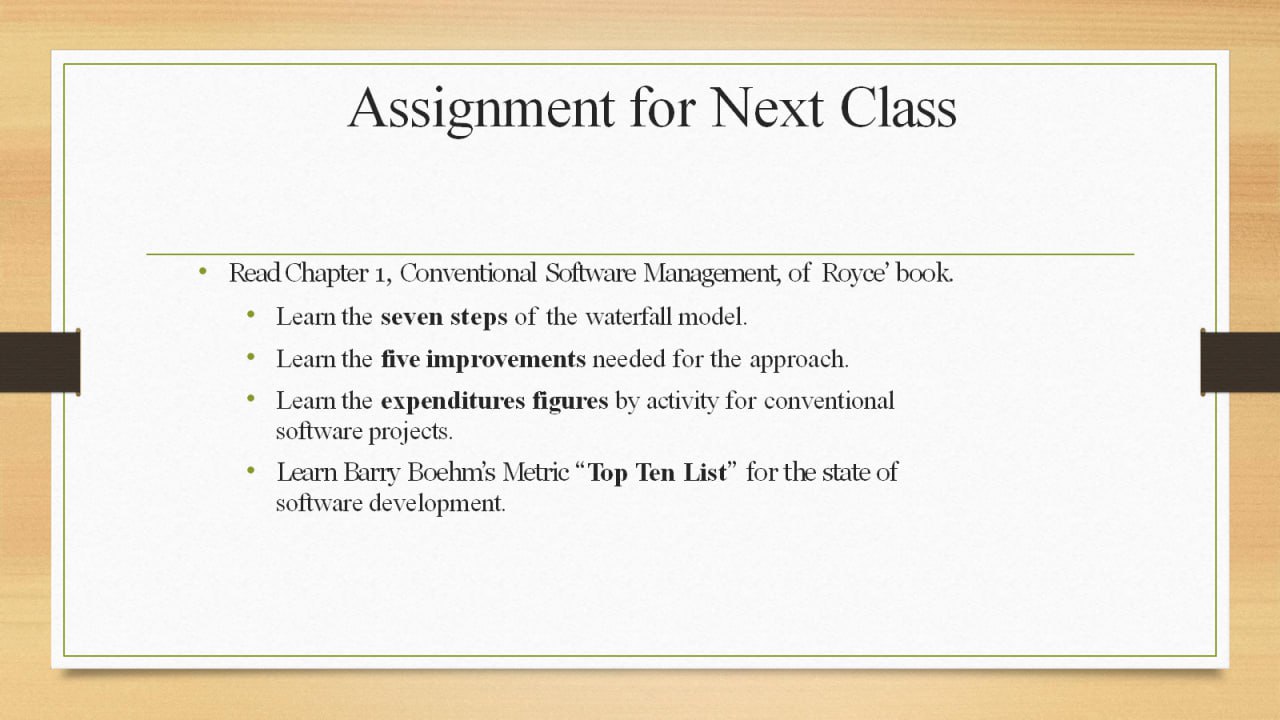 Assignment for Next Class
• Read Chapter 1, Conventional Software Management, of Royce’ book.
• Learn the seven steps of the waterfall model.
• Learn the five improvements needed for the approach.
• Learn the expenditures figures by activity for conventional
software projects.
• Learn Barry Boehm’s Metric “Top Ten List” for the state of
software development.